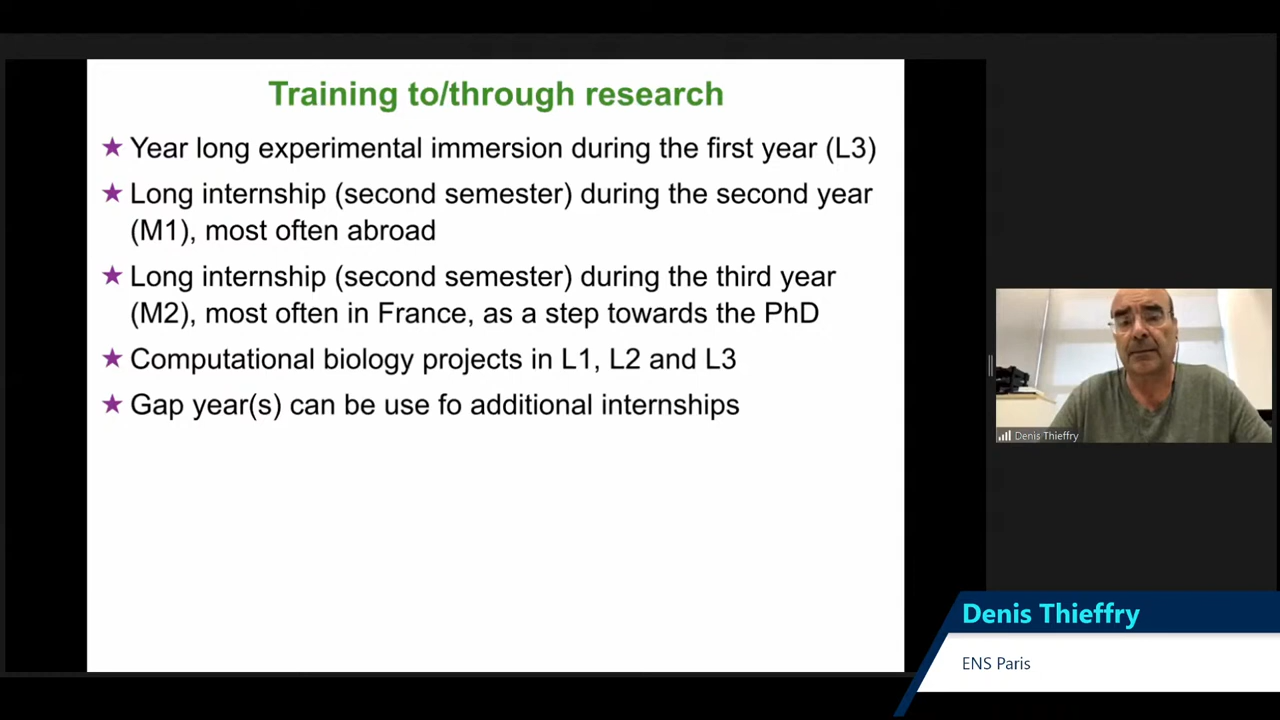 Training to/through research
★ Year long experimental immersion during the first year (L3)
★ Long internship (second semester) during the second year
(M1), most often abroad
★ Long internship (second semester) during the third year
(M2), most often in France, as a step towards the PhD
★ Computational biology projects in L1, L2 and L3
★ Gap year(s) can be use fo additional internships
Denis Thieffry
Denis Thieffry
ENS Paris